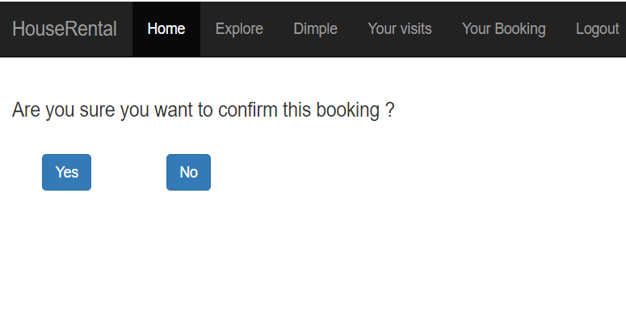 HouseRental Home Explore Dimple Your visits Your Booking Logout
Are you sure you want to confirm this booking ?
Yes No